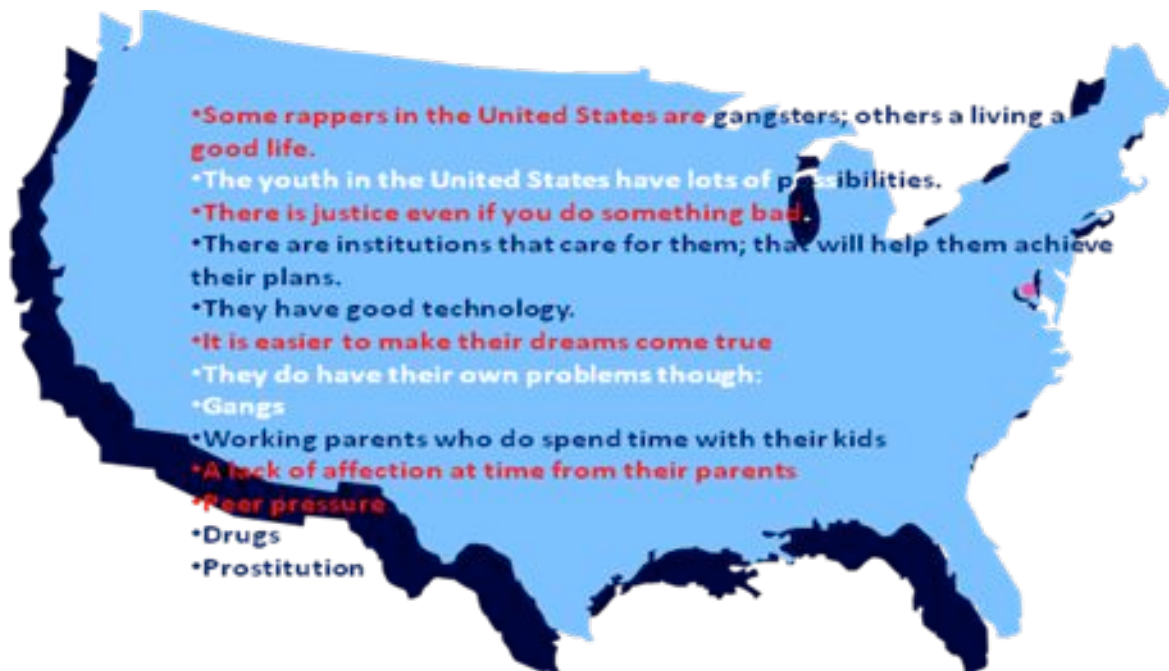 •Some rappers in the United States are gangsters; others a living a
good life.
•The youth in the United States have lots of possibilities.
•There is justice even if you do something bad.
•There are institutions that care for them; that will help them achieve
their plans.
•They have good technology.
•It is easier to make their dreams come true
•They do have their own problems though:
•Gangs
•Working parents who do spend time with their kids
•A lack of affection at time from their parents
•Peer pressure
•Drugs
•Prostitution